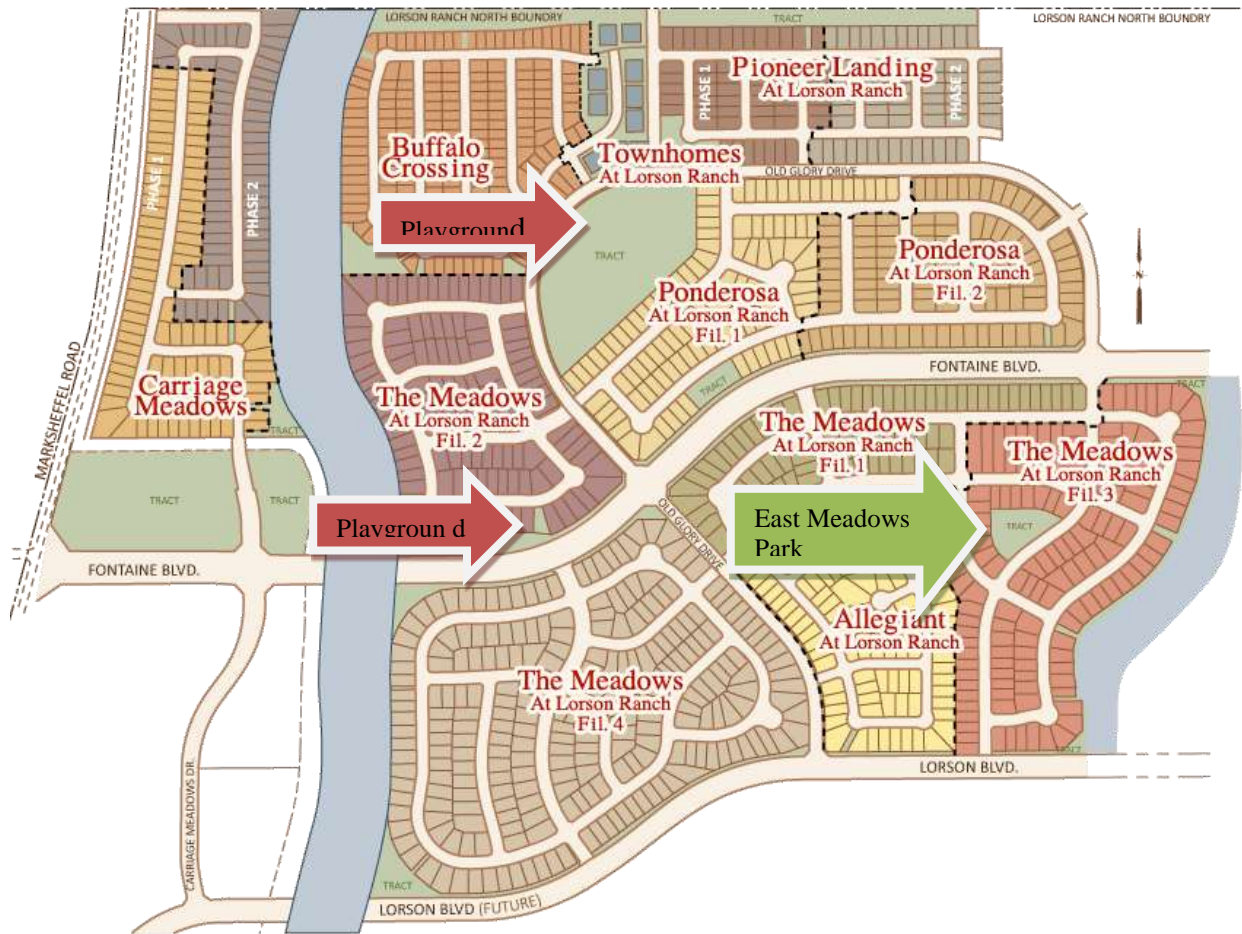 LORSON RANCH NORTH BOUNDRY
TRACT
LORSON RANCH NORTH BOUNDRY
PHASE 1
PHASE 2
Pioneer Landing
At Lorson Ranch
PHASE 1
PHASE 2
Buffalo
Crossing
Townhomes
At Lorson Ranch
OLD GLORY DRIVE
Playground
TRACT
Ponderosa
At Lorson Ranch
Fil. 1
Ponderosa
At Lorson Ranch
Fil. 2
MARKSHEFFEL ROAD
N
Carriage
Meadows
TRACT
The Meadows
At Lorson Ranch
Fil. 2
TRACT
FONTAINE BLVD.
TRACT
The Meadows
At Lorson Ranch
Fil. 1
The Meadows
At Lorson Ranch
Fil. 3
TRACT
TRACT
Playgroun d
OLD GLORY DRIVE
East Meadows
Park
TRACT
FONTAINE BLVD.
Allegiant
At Lorson Ranch
The Meadows
At Lorson Ranch
Fil. 4
CARRIAGE MEADOWS DR.
TRACT
LORSON BLVD.
TRACT
LORSON BLVD (FUTURE)